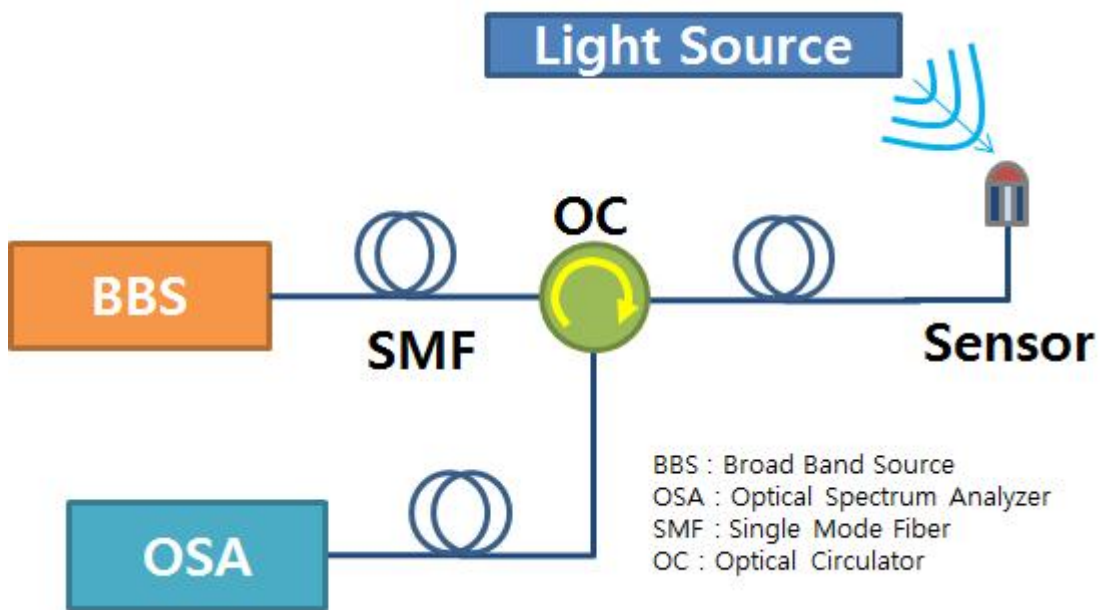 Light Source
OC
BBS
SMF
Sensor
OSA
BBS : Broad Band Source
OSA : Optical Spectrum Analyzer
SMF : Single Mode Fiber
OC : Optical Circulator